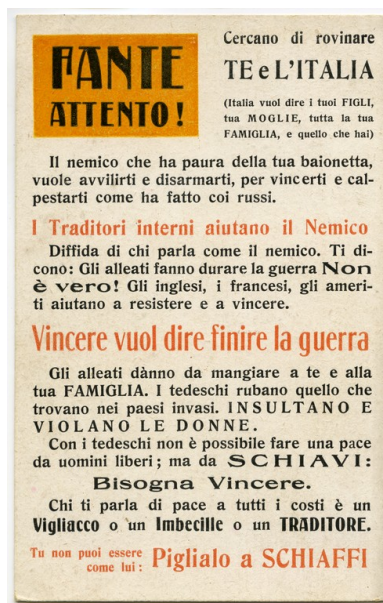 FANTE
ATTENTO!
Cercano di rovinare
TE e L'ITALIA
(Italia vuol dire i tuoi FIGLI,
tua MOGLIE, tutta la tua
FAMIGLIA, e quello che hai)
Il nemico che ha paura della tua baionetta,
vuole avvilirti e disarmarti, per vincerti e cal-
pestarti come ha fatto coi russi.
I Traditori interni aiutano il Nemico
Diffida di chi parla come il nemico. Ti di-
cono: Gli alleati fanno durare la guerra Non
è vero! Gli inglesi, i francesi, gli ameri-
ti aiutano a resistere e a vincere.
Vincere vuol dire finire la guerra
Gli alleati dànno da mangiare a te e alla
tua FAMIGLIA. I tedeschi rubano quello che
trovano nei paesi invasi. INSULTANO E
VIOLANO LE DONNE.
Con i tedeschi non è possibile fare una pace
da uomini liberi; ma da SCHIAVI:
Bisogna Vincere.
Chi ti parla di pace a tutti i costi è un
Vigliacco o un Imbecille o un TRADITORE.
Tu non puoi essere
come lui: Piglialo a SCHIAFFI